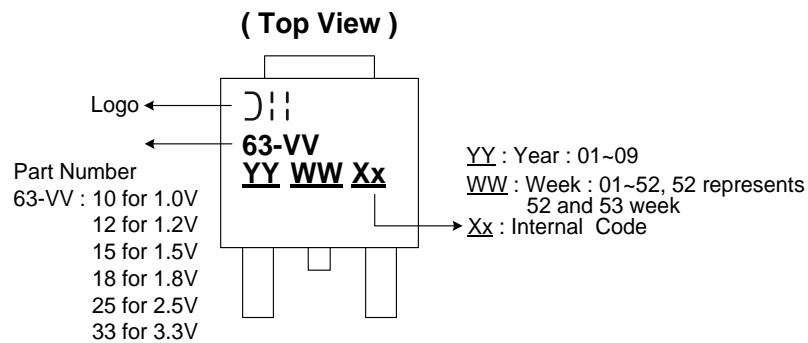 ( Top View )
Logo
63-VV
YY WW Xx
Part Number
63-VV : 10 for 1.0V
12 for 1.2V
15 for 1.5V
18 for 1.8V
25 for 2.5V
33 for 3.3V
YY : Year : 01~09
WW : Week : 01~52, 52 represents
52 and 53 week
Xx : Internal Code